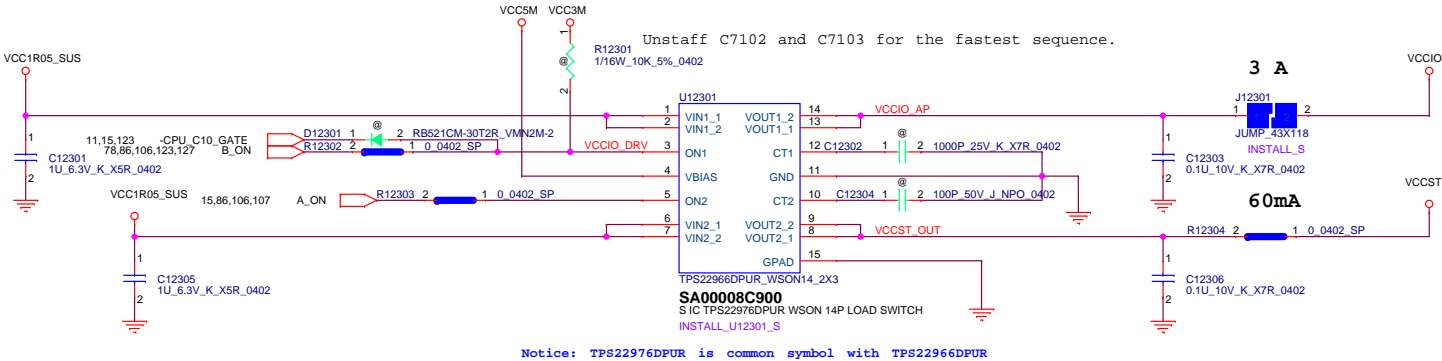 VCC5M VCC3M
Unstaff C7102 and C7103 for the fastest sequence.
VCC1R05_SUS
1
R12301
1/16W_10K_5%_0402
@
2
3 A
VCCIO
U12301
J12301
1 VIN1_1 VOUT1_2 14 VCCIO_AP 1 2
2 VIN1_2 VOUT1_1 13
JUMP_43X118
INSTALL_S
11,15,123 -CPU_C10_GATE D12301 1 @ 2 RB521CM-30T2R_VMN2M-2
78,86,106,123,127 B_ON R12302 2 1 0_0402_SP VCCIO_DRV 3 ON1 CT1 12 C12302 1 @ 2 1000P_25V_K_X7R_0402
1
C12301
1U_6.3V_K_X5R_0402
2
4 VBIAS GND 11
1
C12303
0.1U_10V_K_X7R_0402
2
VCC1R05_SUS
15,86,106,107 A_ON R12303 2 1 0_0402_SP 5 ON2 CT2 10 C12304 1 @ 2 100P_50V_J_NPO_0402
60mA
VCCST
6 VIN2_1 VOUT2_2 9
7 VIN2_2 VOUT2_1 8 VCCST_OUT R12304 2 1 0_0402_SP
1
C12305
1U_6.3V_K_X5R_0402
2
GPAD 15
1
C12306
0.1U_10V_K_X7R_0402
2
TPS22966DPUR_WSON14_2X3
SA00008C900
S IC TPS22976DPUR WSON 14P LOAD SWITCH
INSTALL_U12301_S
Notice: TPS22976DPUR is common symbol with TPS22966DPUR